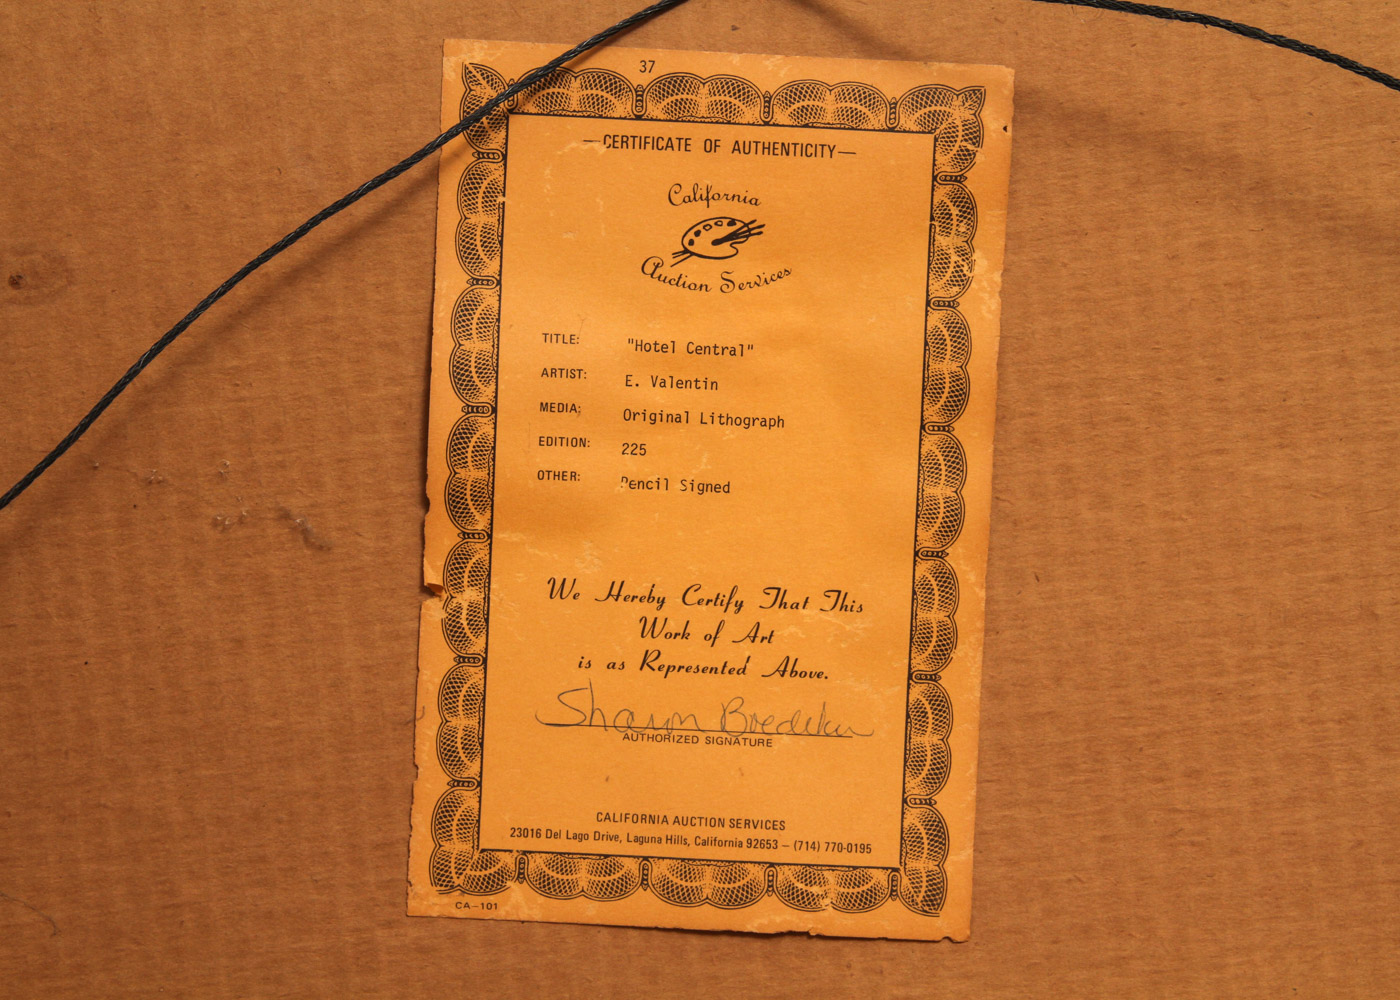 37
—CERTIFICATE OF AUTHENTICITY—
California
Auction Services
TITLE: "Hotel Central"
ARTIST: E. Valentin
MEDIA: Original Lithograph
EDITION: 225
OTHER: Pencil Signed
We Hereby Certify That This
Work of Art
is as Represented Above.
Sharon Boedeker
AUTHORIZED SIGNATURE
CALIFORNIA AUCTION SERVICES
23016 Del Lago Drive, Laguna Hills, California 92653 – (714) 770-0195
CA–101